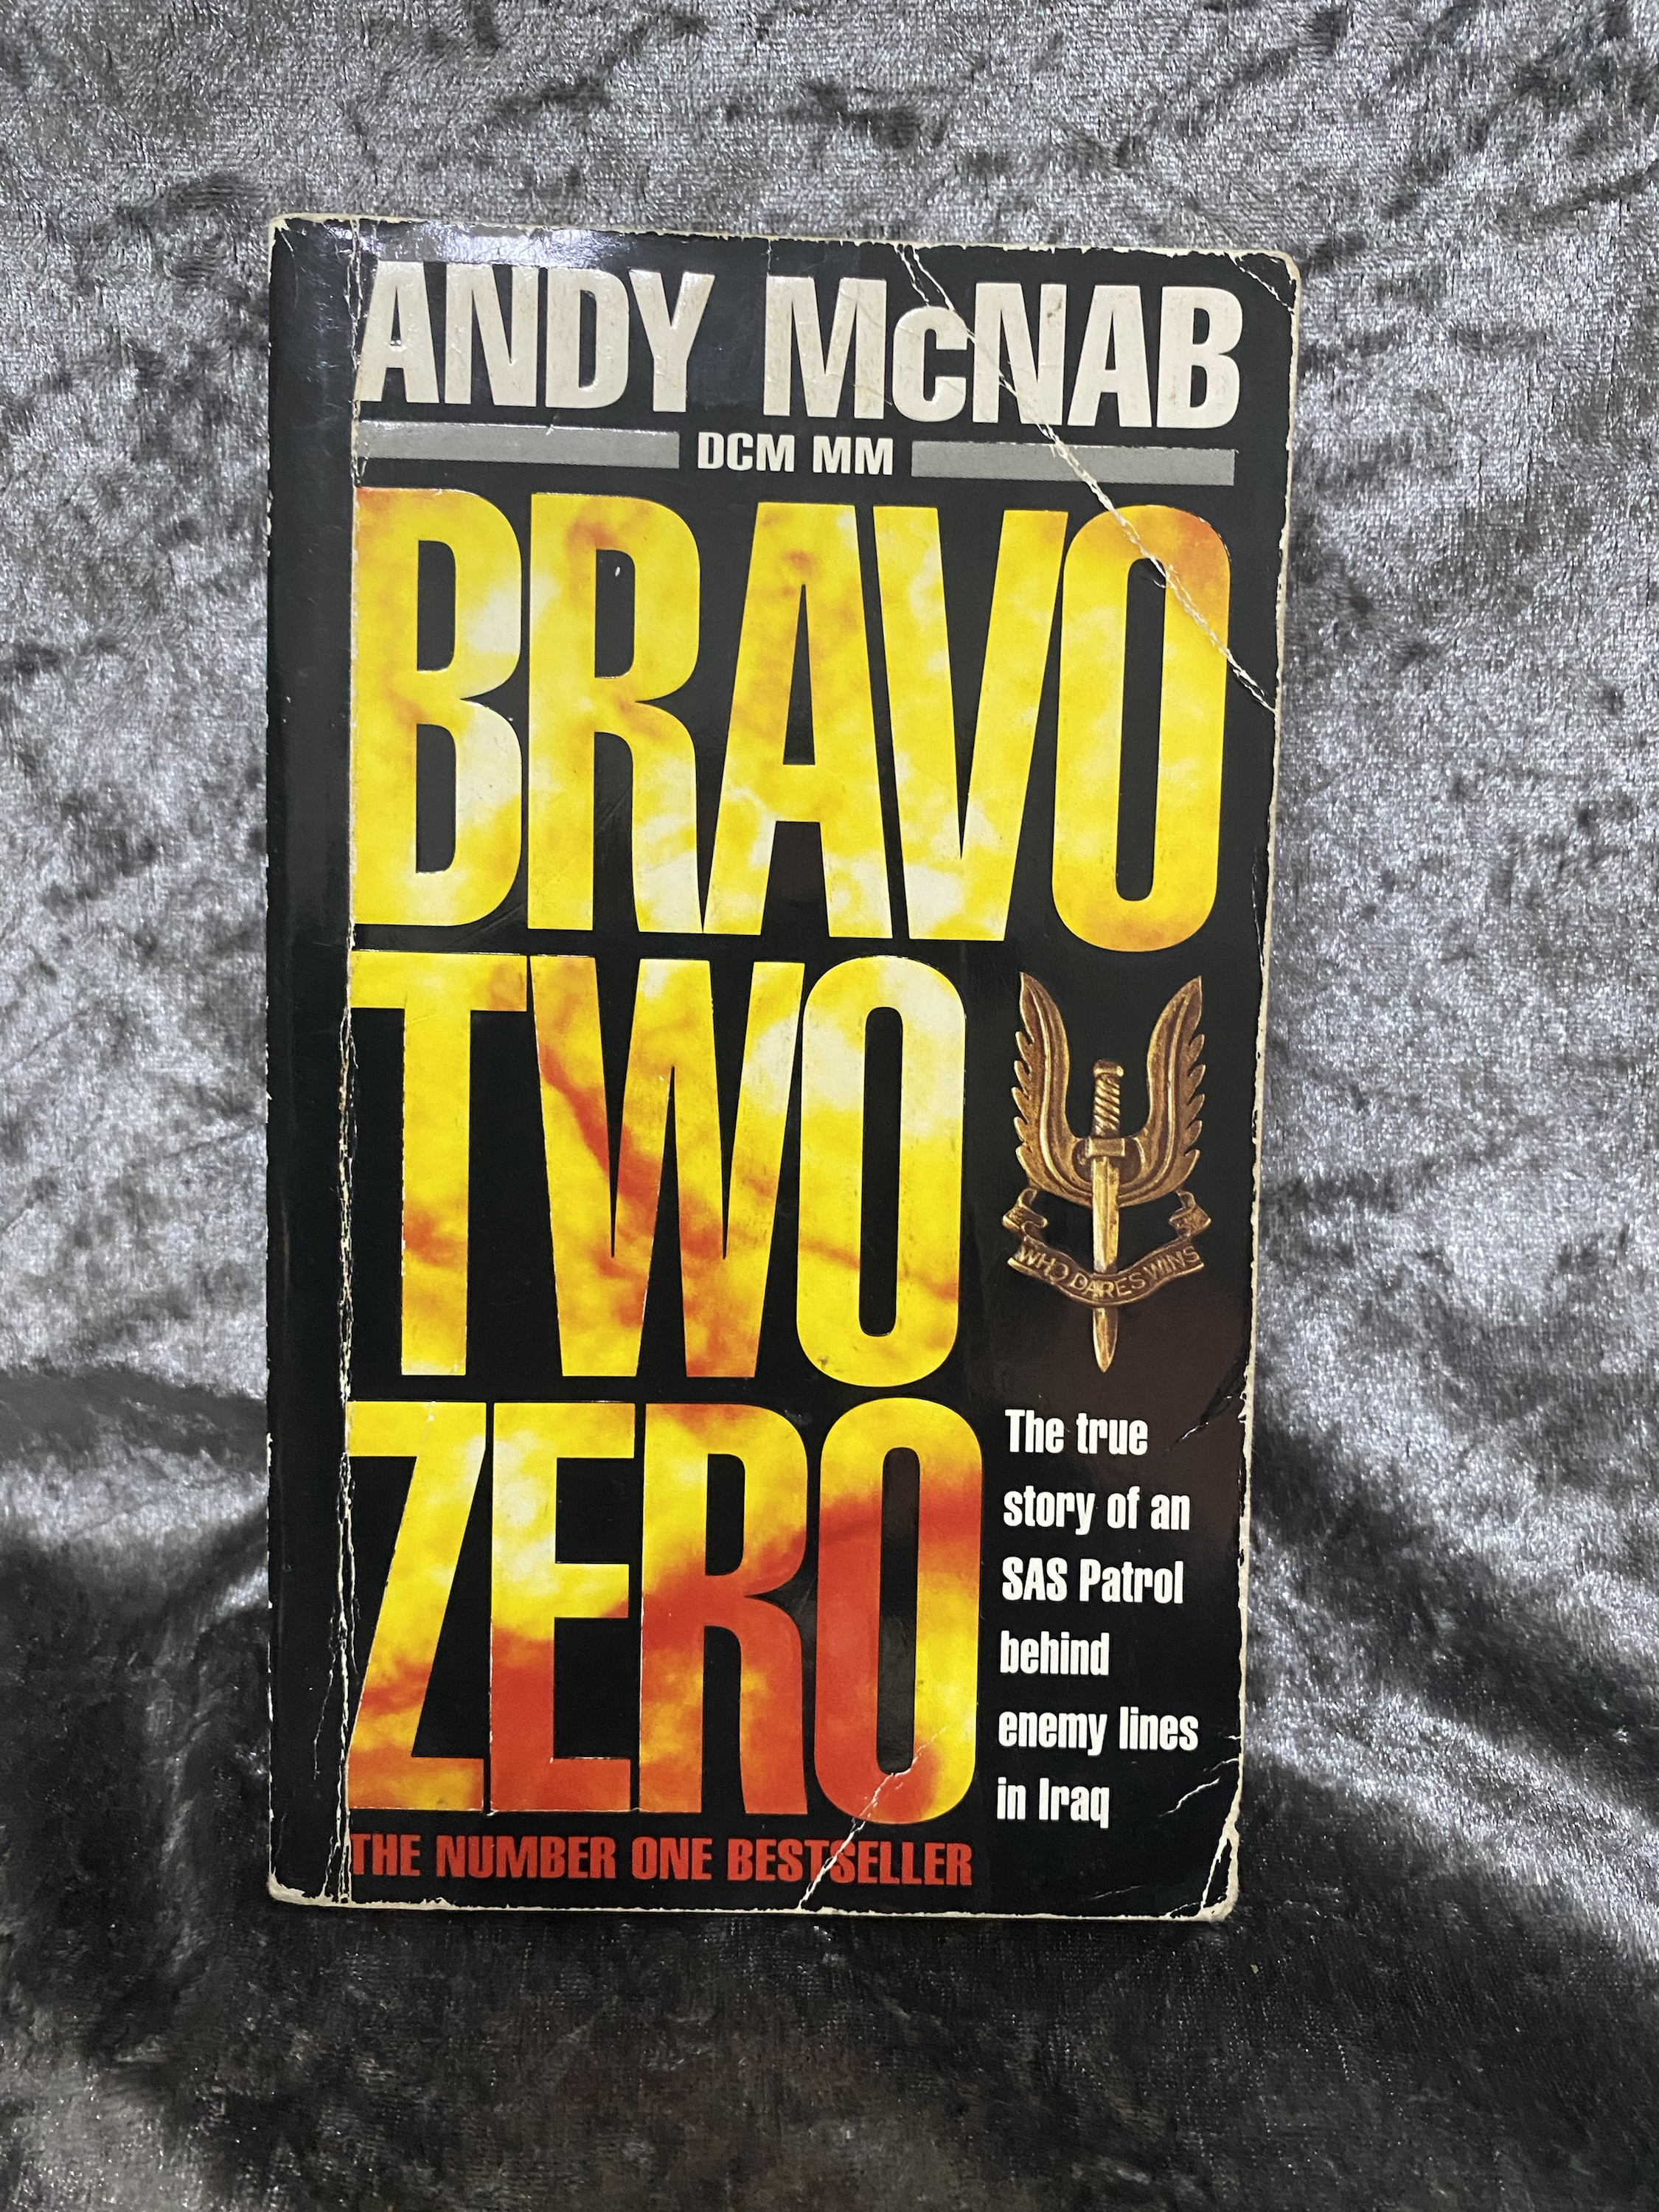 ANDY McNAB
DCM MM
BRAVO
TWO
ZERO
WHO DARES WINS
The true
story of an
SAS Patrol
behind
enemy lines
in Iraq
THE NUMBER ONE BESTSELLER